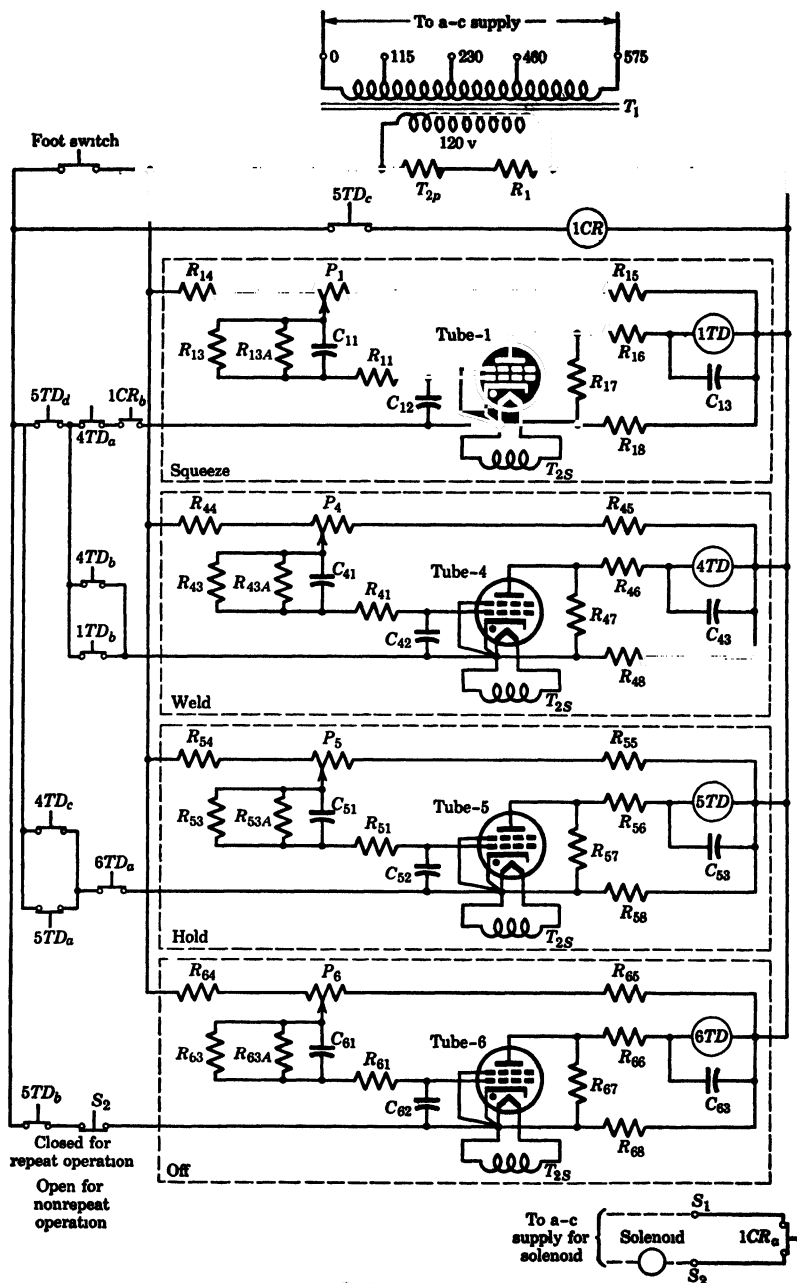 To a-c supply
0 115 230 460 575
T1
120 v
Foot switch
T2p R1
5TDc
1CR
R14 P1 R15
R13 R13A C11 Tube-1 R16 1TD
R11 R17
C12 C13
5TDd 1CRb
4TDa
R18
Squeeze T2S
R44 P4 R45
4TDb
R43 R43A C41 Tube-4 R46 4TD
R41 R47
C42 C43
1TDb
R48
Weld T2S
R54 P5 R55
4TDc
R53 R53A C51 Tube-5 R56 5TD
R51 R57
6TDa
C52 C53
R58
5TDa
Hold T2S
R64 P6 R65
R63 R63A C61 Tube-6 R66 6TD
R61 R67
C62 C63
5TDb S2
R68
Closed for
repeat operation
Off T2S
Open for
nonrepeat
operation
To a-c
supply for
solenoid
S1
Solenoid
1CRa
S2